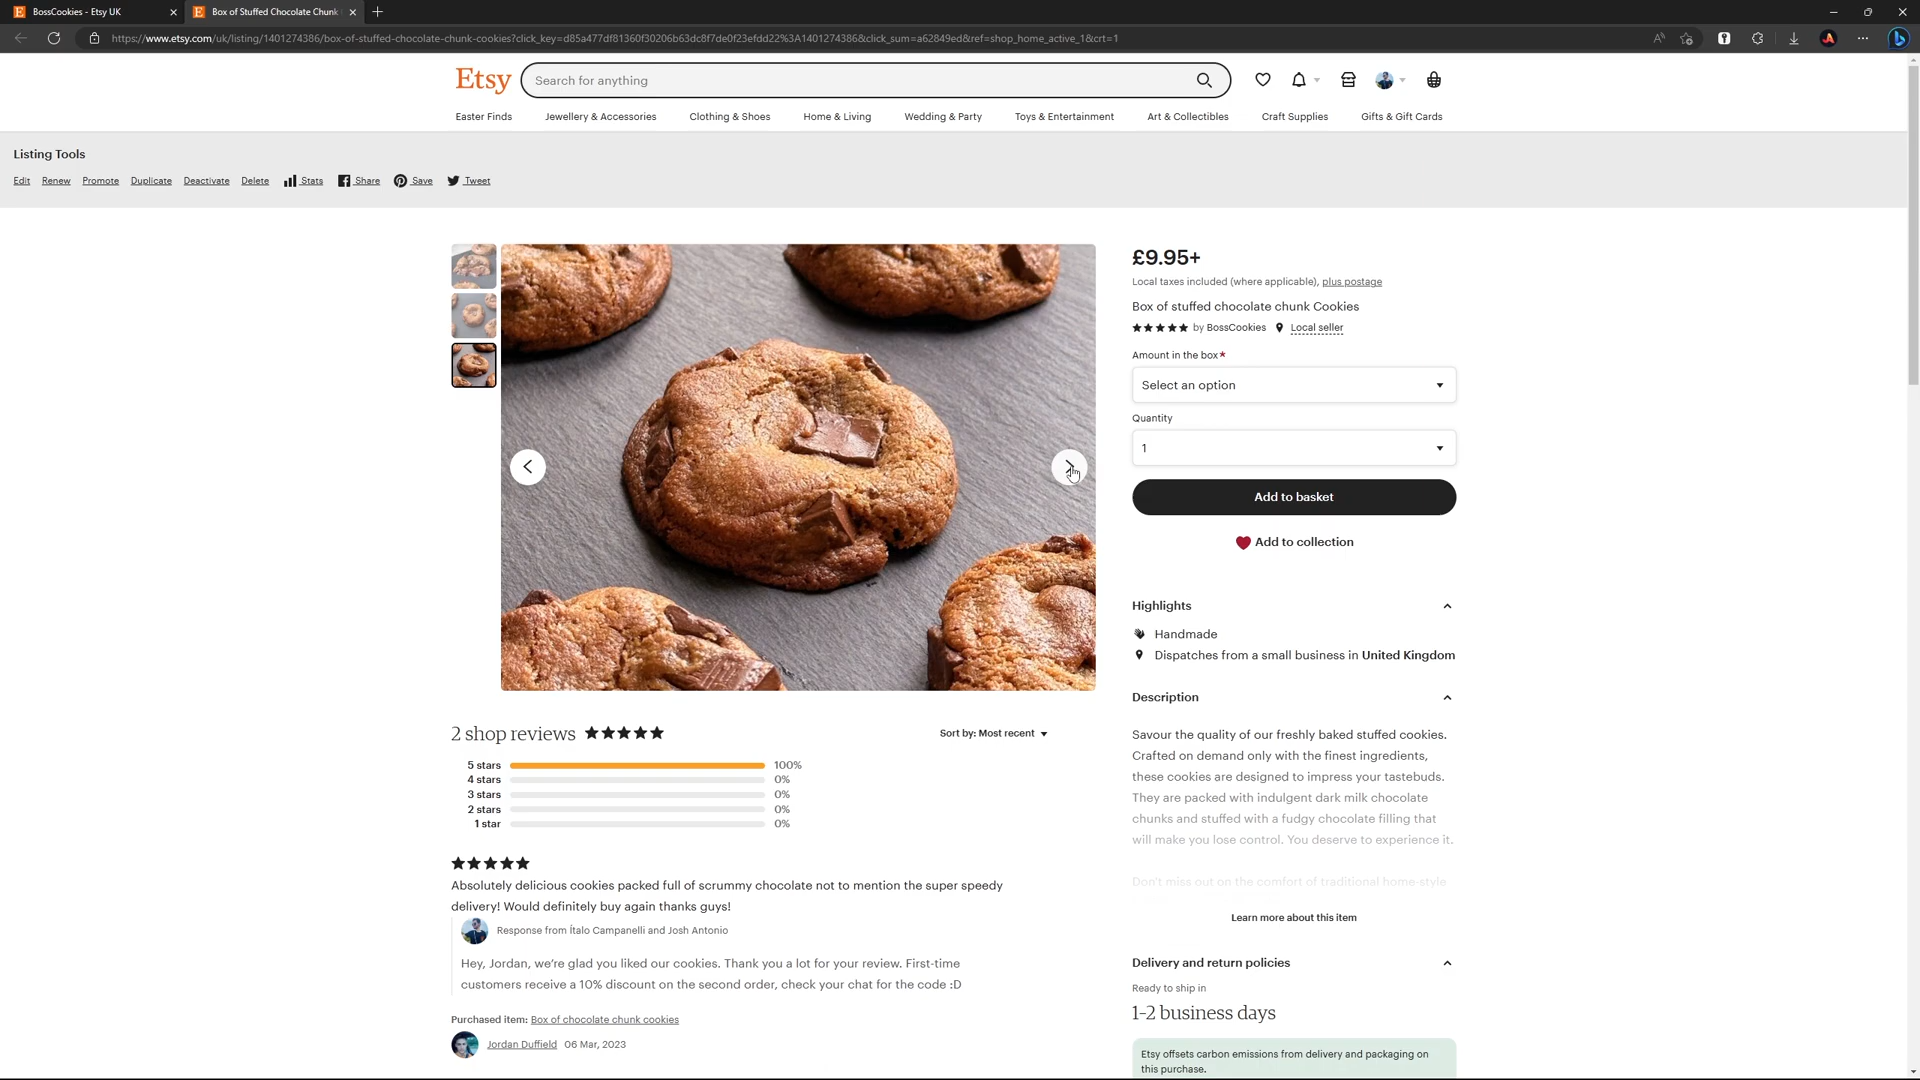 BossCookies - Etsy UK
Box of Stuffed Chocolate Chunk
https://www.etsy.com/uk/listing/1401274386/box-of-stuffed-chocolate-chunk-cookies?click_key=d85a477df81360f30206b63dc8f7de0f23efdd22%3A1401274386&click_sum=a62849ed&ref=shop_home_active_1&crt=1
Etsy
Search for anything
Easter Finds Jewellery & Accessories Clothing & Shoes Home & Living Wedding & Party Toys & Entertainment Art & Collectibles Craft Supplies Gifts & Gift Cards
Listing Tools
Edit Renew Promote Duplicate Deactivate Delete Stats Share Save Tweet
£9.95+
Local taxes included (where applicable), plus postage
Box of stuffed chocolate chunk Cookies
by BossCookies Local seller
Amount in the box*
Select an option
Quantity
1
Add to basket
Add to collection
Highlights
Handmade
Dispatches from a small business in United Kingdom
Description
Savour the quality of our freshly baked stuffed cookies.
Crafted on demand only with the finest ingredients,
these cookies are designed to impress your tastebuds.
They are packed with indulgent dark milk chocolate
chunks and stuffed with a fudgy chocolate filling that
will make you lose control. You deserve to experience it.
Don't miss out on the comfort of traditional home-style
Learn more about this item
Delivery and return policies
Ready to ship in
1-2 business days
Etsy offsets carbon emissions from delivery and packaging on
this purchase.
2 shop reviews
Sort by: Most recent
5 stars 100%
4 stars 0%
3 stars 0%
2 stars 0%
1 star 0%
Absolutely delicious cookies packed full of scrummy chocolate not to mention the super speedy
delivery! Would definitely buy again thanks guys!
Response from Ítalo Campanelli and Josh Antonio
Hey, Jordan, we're glad you liked our cookies. Thank you a lot for your review. First-time
customers receive a 10% discount on the second order, check your chat for the code :D
Purchased item: Box of chocolate chunk cookies
Jordan Duffield 06 Mar, 2023